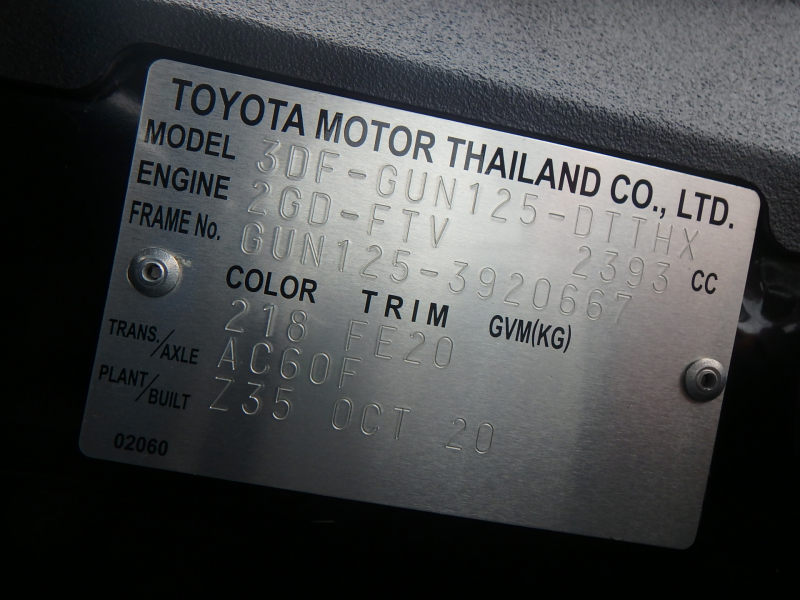 TOYOTA MOTOR THAILAND CO., LTD.
MODEL 3DF-GUN125-DTTHX
ENGINE 2GD-FTV 2393 CC
FRAME No. GUN125-3920667
COLOR TRIM GVM(KG)
218 FE20
TRANS./AXLE AC60F
PLANT/BUILT Z35 OCT 20
02060